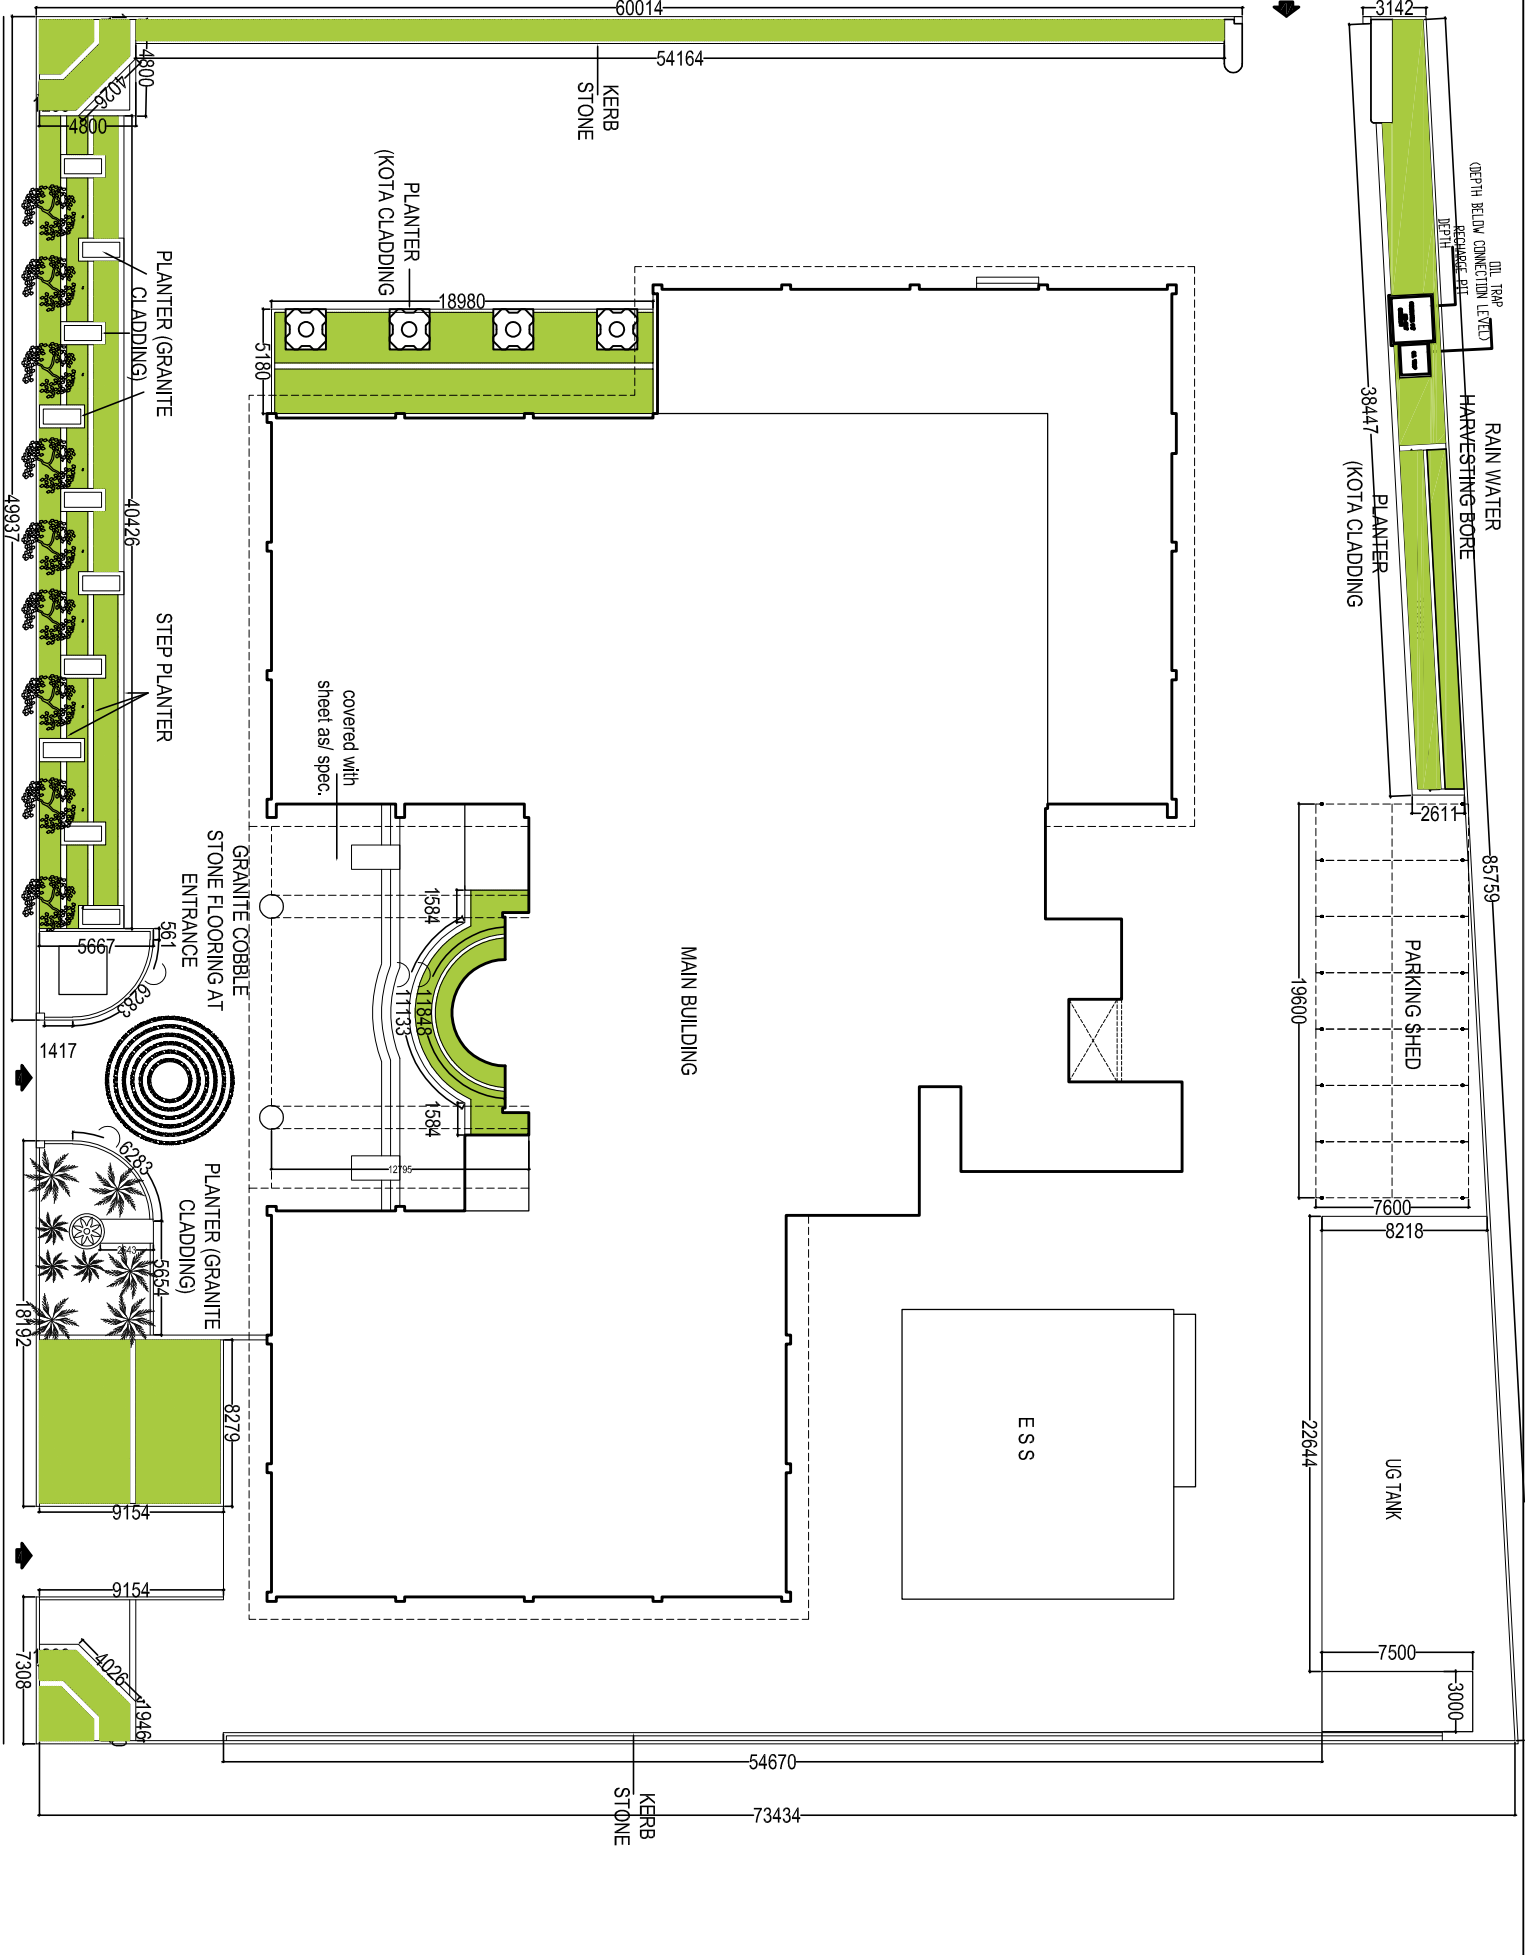 60014
3142
54164
4800
4026
4800
KERB
STONE
PLANTER
(KOTA CLADDING)
18980
5180
PLANTER (GRANITE
CLADDING)
40426
49937
STEP PLANTER
OIL TRAP
(DEPTH BELOW CONNECTION LEVEL)
RECHARGE PIT
DEPTH
RAIN WATER
HARVESTING BORE
38447
PLANTER
(KOTA CLADDING
2611
85759
PARKING SHED
19600
7600
8218
covered with
sheet as/ spec.
GRANITE COBBLE
STONE FLOORING AT
ENTRANCE
1584
11848
11133
1584
12795
MAIN BUILDING
561
5667
6283
1417
6283
PLANTER (GRANITE
CLADDING)
2643
5654
18192
8279
9154
9154
E S S
22644
UG TANK
7500
3000
4026
1946
7308
54670
KERB
STONE
73434